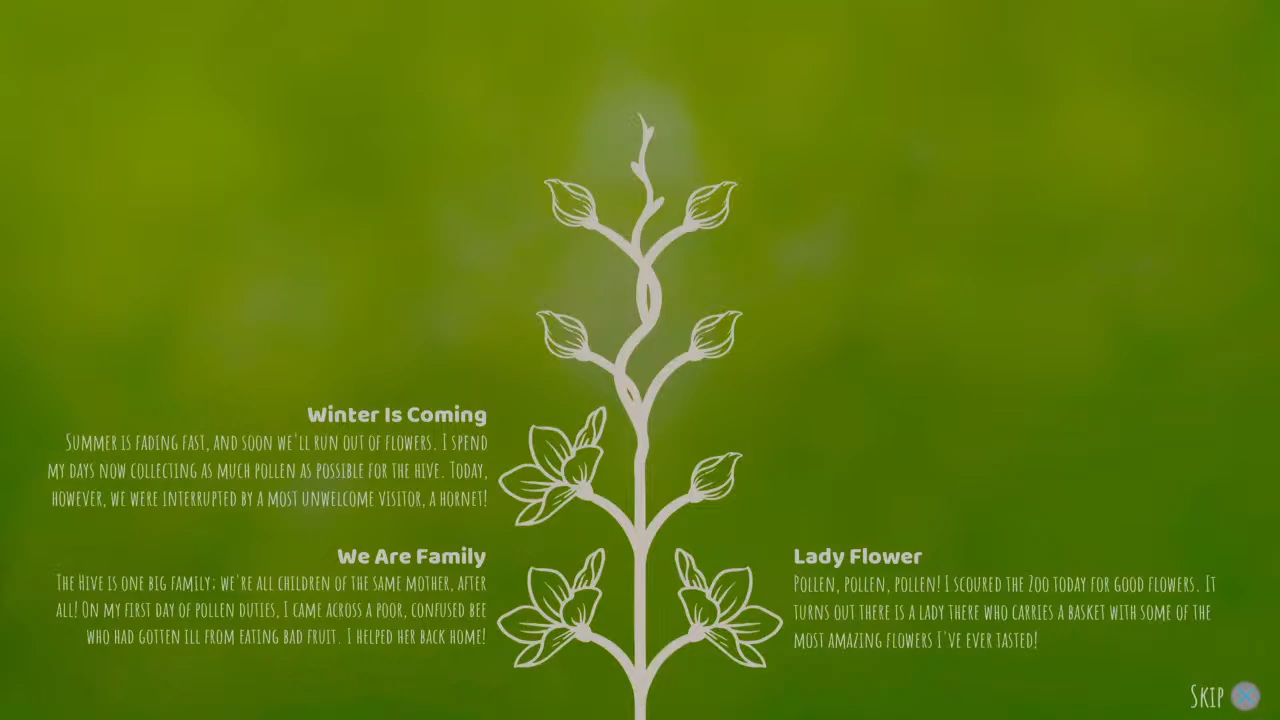 Winter Is Coming
Summer is fading fast, and soon we'll run out of flowers. I spend
my days now collecting as much pollen as possible for the hive. Today,
however, we were interrupted by a most unwelcome visitor, a hornet!
We Are Family
The Hive is one big family; we're all children of the same mother, after
all! On my first day of pollen duties, I came across a poor, confused bee
who had gotten ill from eating bad fruit. I helped her back home!
Lady Flower
Pollen, pollen, pollen! I scoured the Zoo today for good flowers. It
turns out there is a lady there who carries a basket with some of the
most amazing flowers I've ever tasted!
Skip